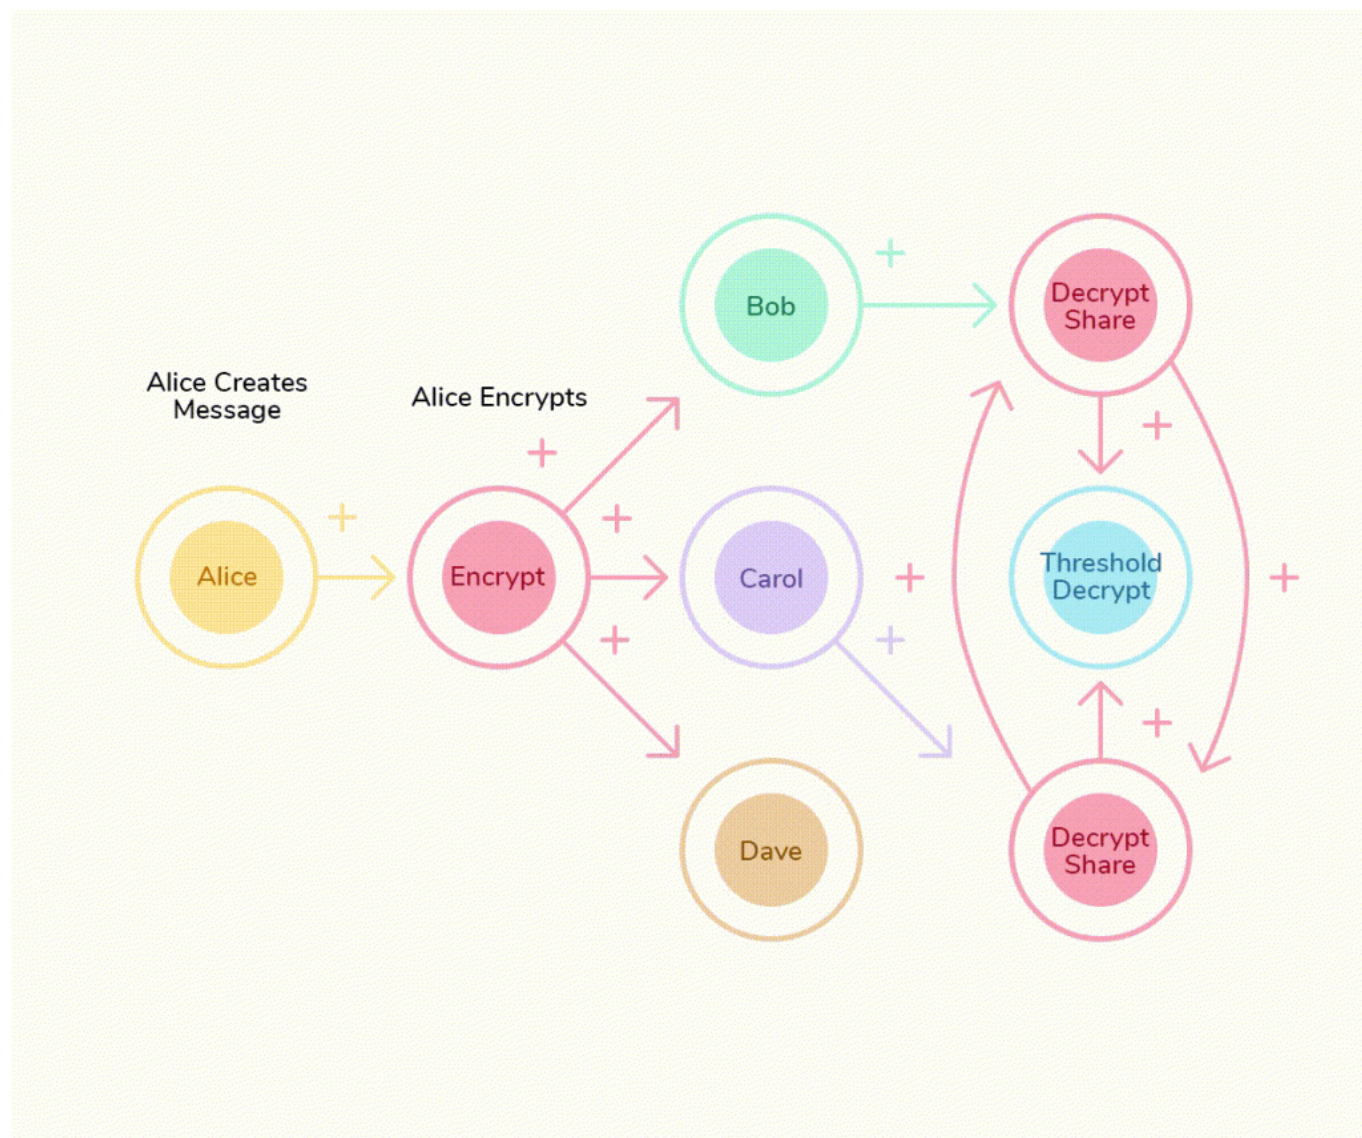 Alice Creates
Message
Alice Encrypts
Alice
Encrypt
Bob
Carol
Dave
Decrypt
Share
Threshold
Decrypt
Decrypt
Share